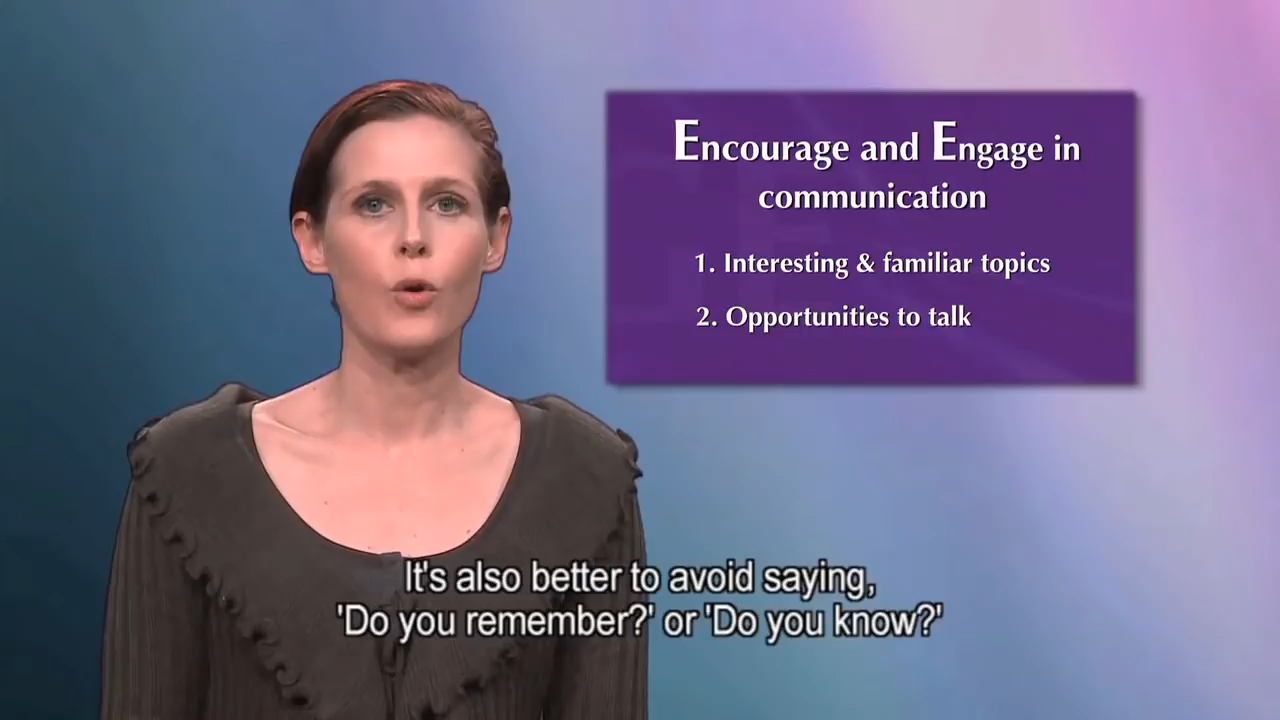 Encourage and Engage in
communication
1. Interesting & familiar topics
2. Opportunities to talk
It's also better to avoid saying,
'Do you remember?' or 'Do you know?'